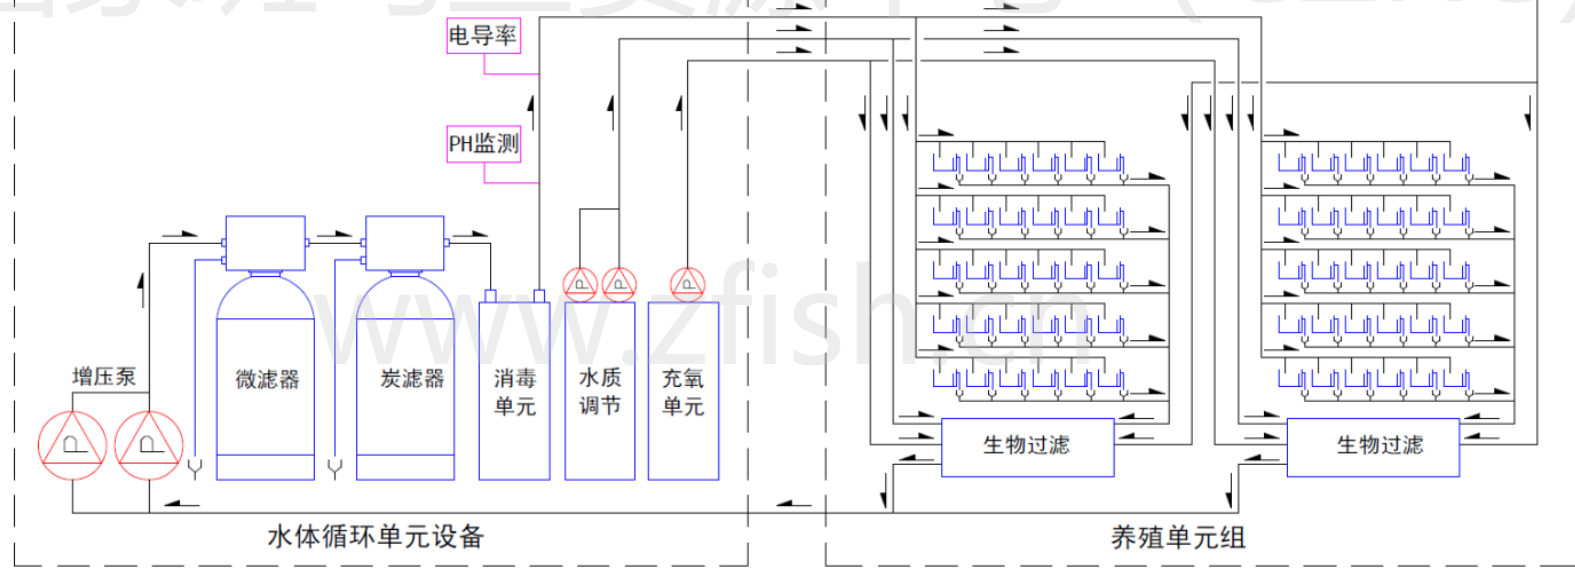 电导率
PH监测
增压泵
微滤器
炭滤器
消毒
单元
水质
调节
充氧
单元
P
P
P
P
P
生物过滤
生物过滤
水体循环单元设备
养殖单元组
www.zfish.cn